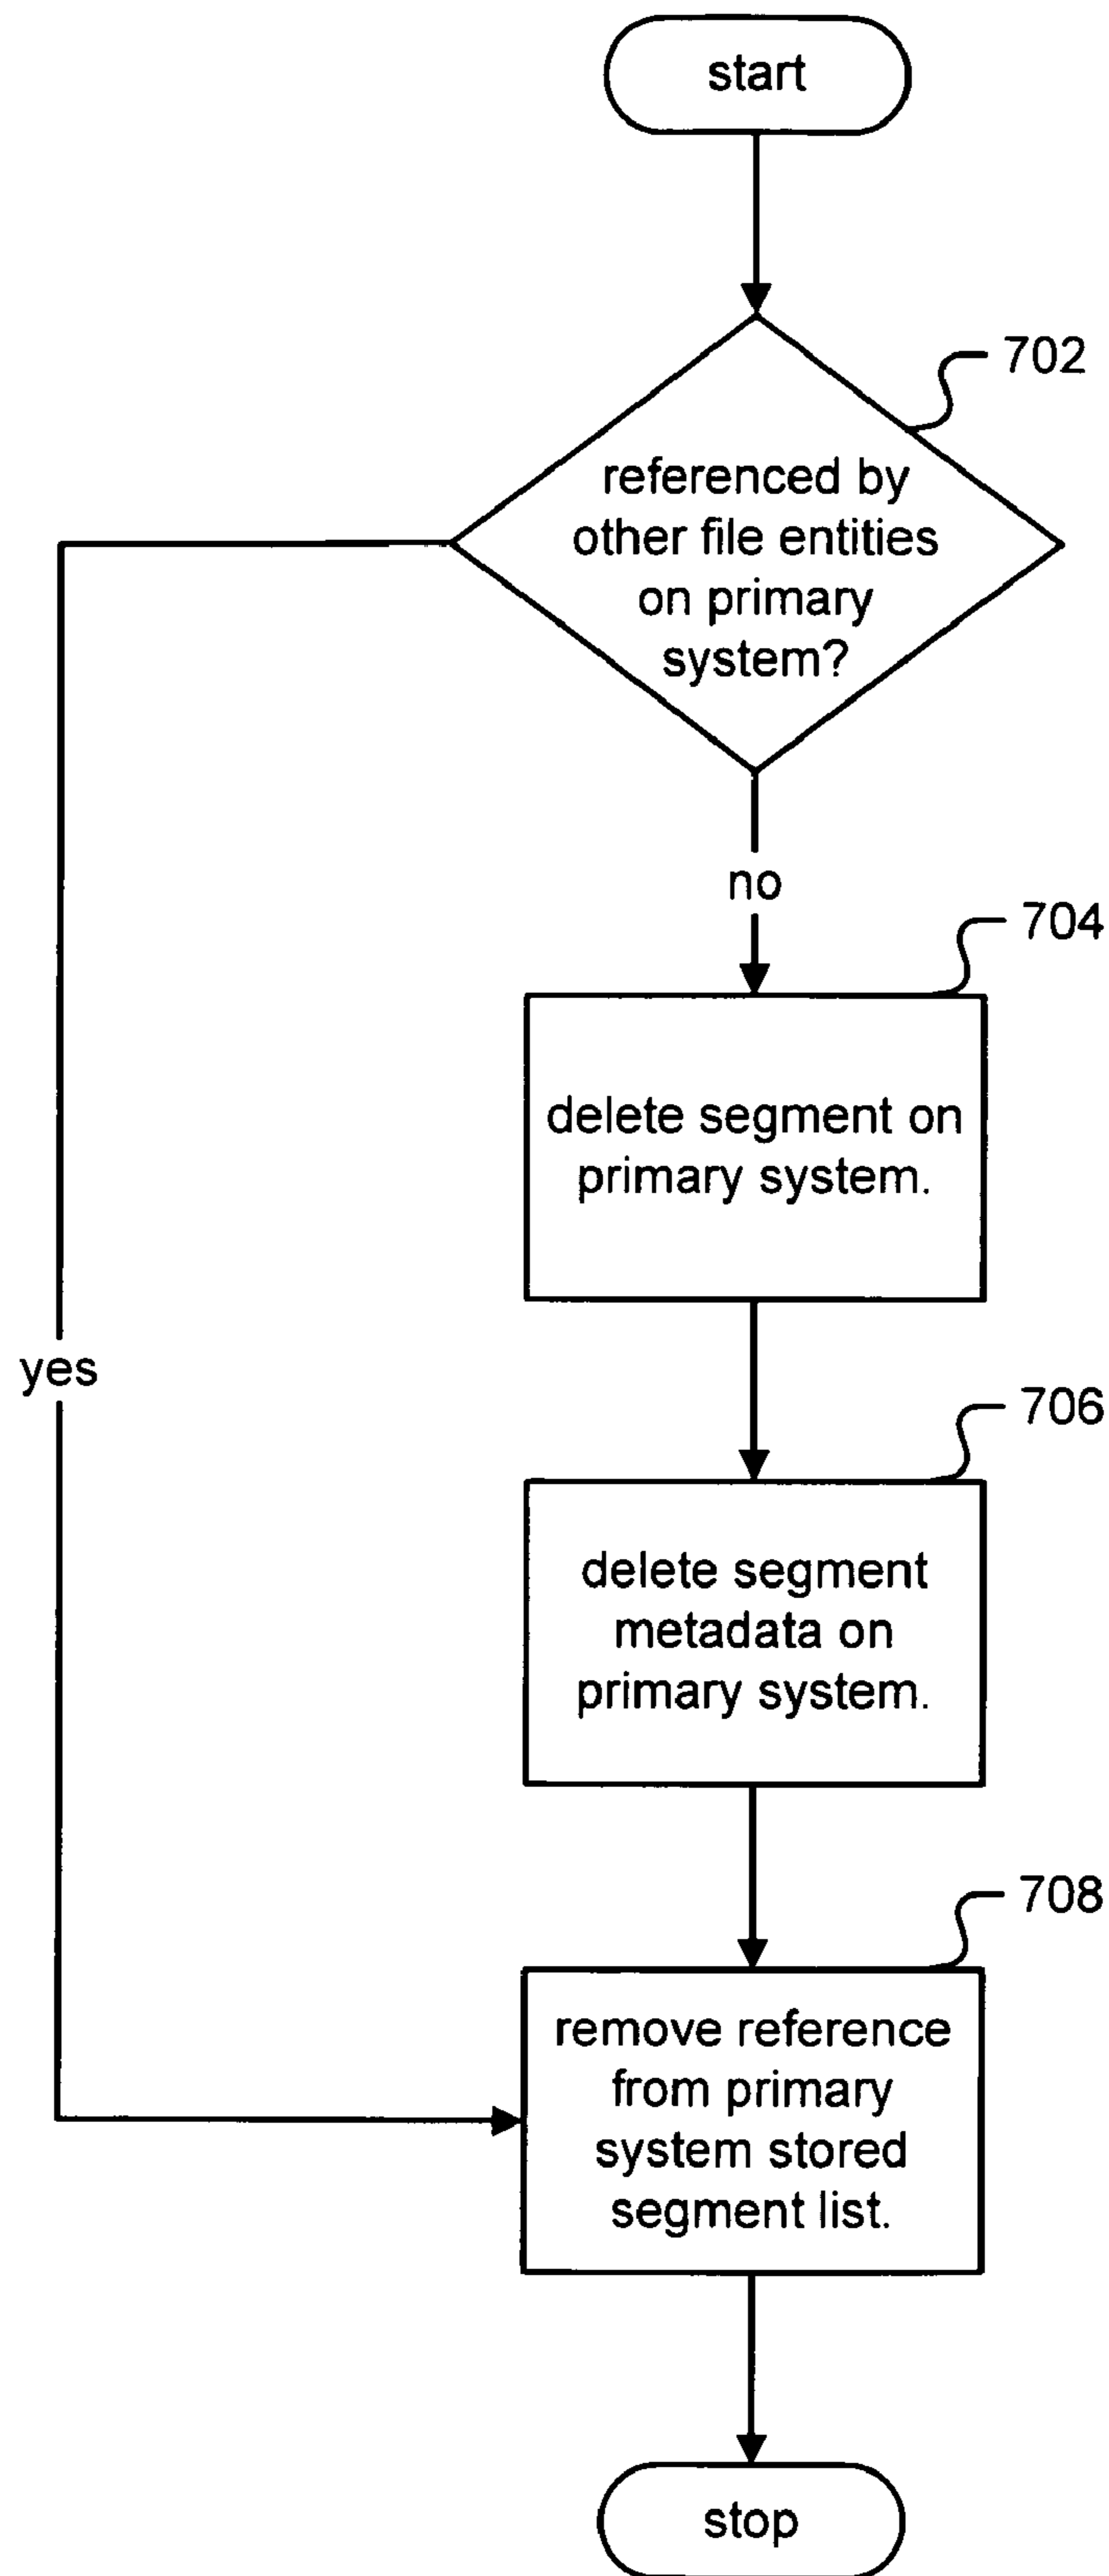 start
702
referenced by
other file entities
on primary
system?
no
704
delete segment on
primary system.
yes
706
delete segment
metadata on
primary system.
708
remove reference
from primary
system stored
segment list.
stop